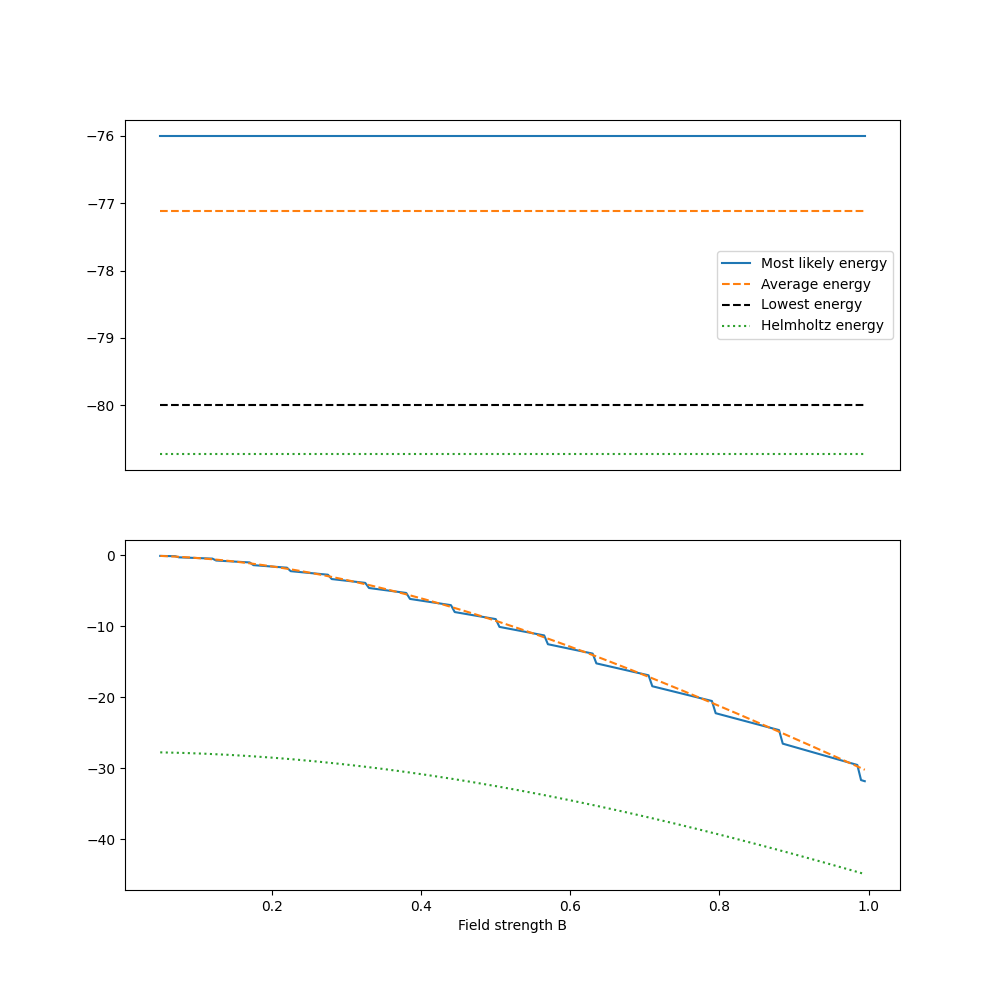 −76
−77
−78
−79
−80
Most likely energy
Average energy
Lowest energy
Helmholtz energy
0
−10
−20
−30
−40
0.2 0.4 0.6 0.8 1.0
Field strength B